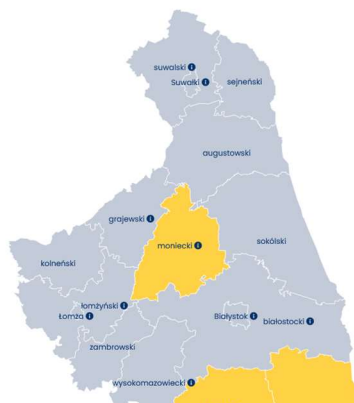 suwalski
Suwałki
sejneński
augustowski
grajewski
moniecki
sokólski
kolneński
łomżyński
Łomża
Białystok
białostocki
zambrowski
wysokomazowiecki